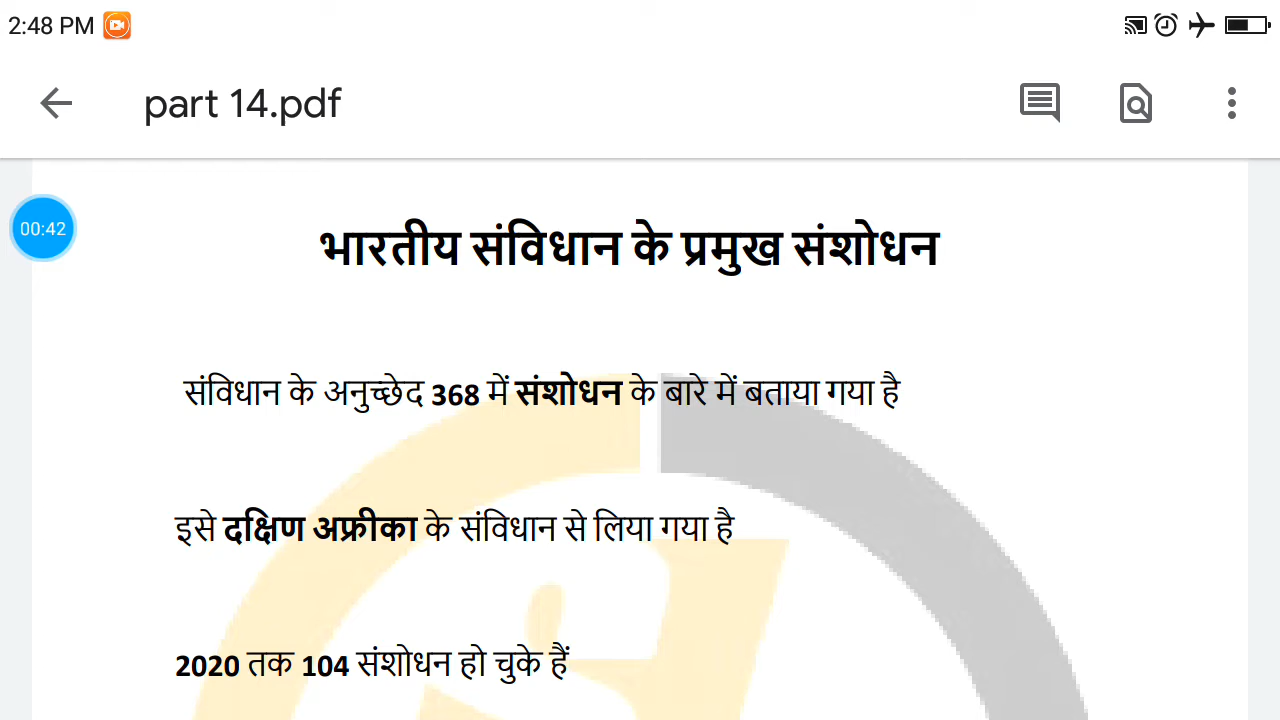 2:48 PM
part 14.pdf
00:42
भारतीय संविधान के प्रमुख संशोधन
संविधान के अनुच्छेद 368 में संशोधन के बारे में बताया गया है
इसे दक्षिण अफ्रीका के संविधान से लिया गया है
2020 तक 104 संशोधन हो चुके हैं